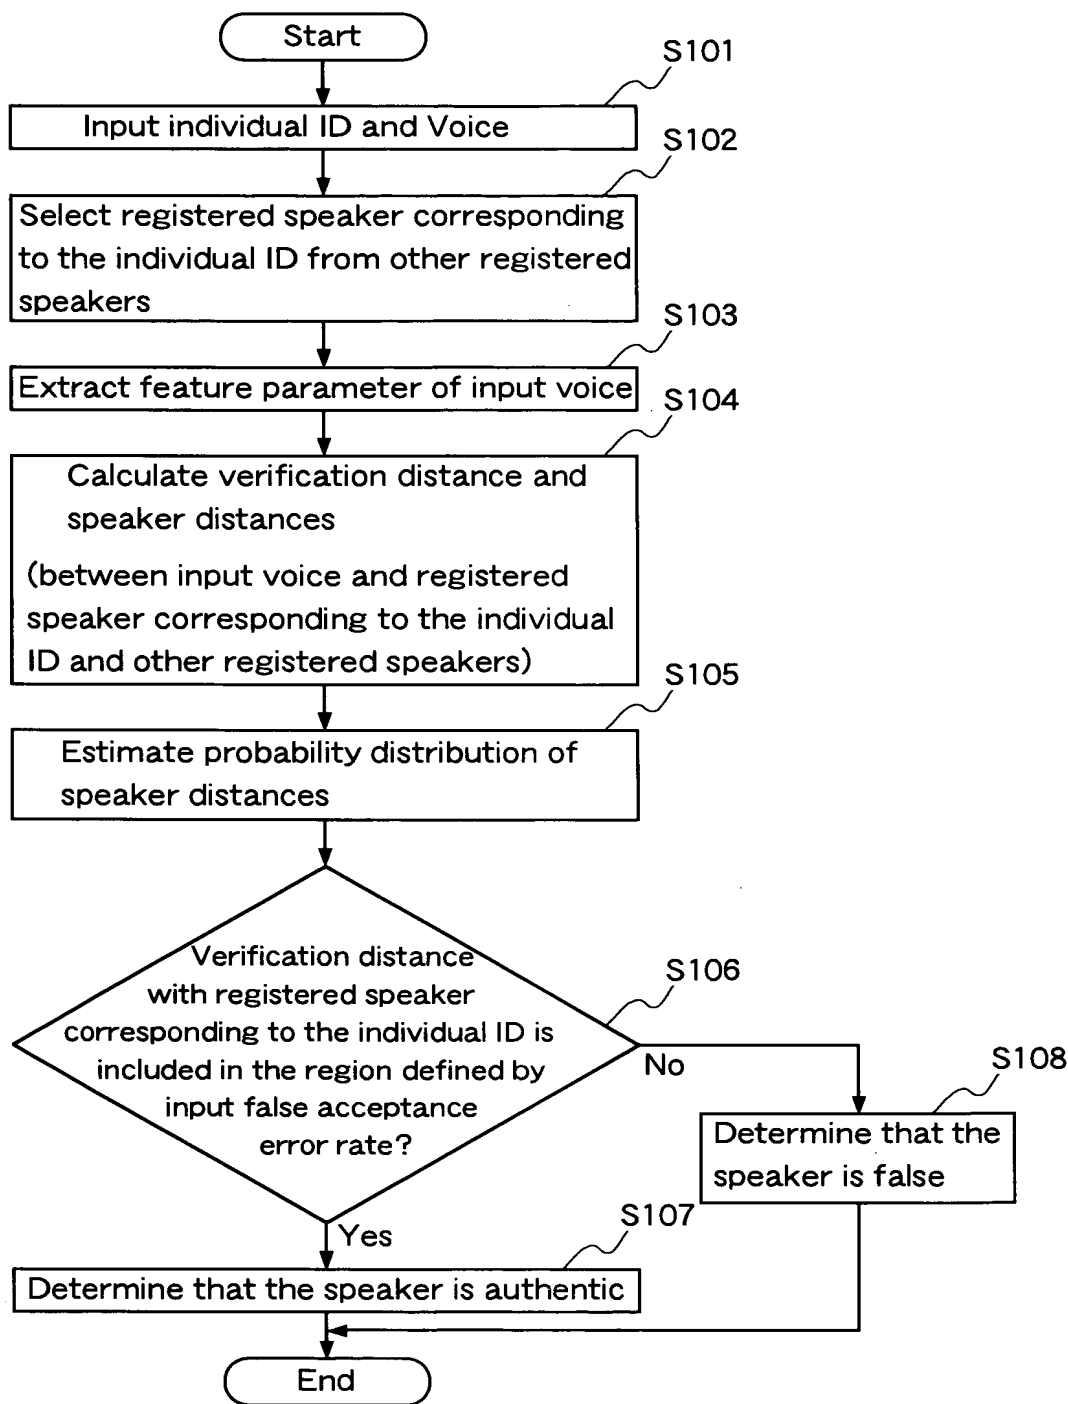 Start
S101
Input individual ID and Voice
S102
Select registered speaker corresponding
to the individual ID from other registered
speakers
S103
Extract feature parameter of input voice
S104
Calculate verification distance and
speaker distances
(between input voice and registered
speaker corresponding to the individual
ID and other registered speakers)
S105
Estimate probability distribution of
speaker distances
S106
Verification distance
with registered speaker
corresponding to the individual ID is
included in the region defined by
input false acceptance
error rate?
No
S108
Determine that the
speaker is false
Yes
S107
Determine that the speaker is authentic
End